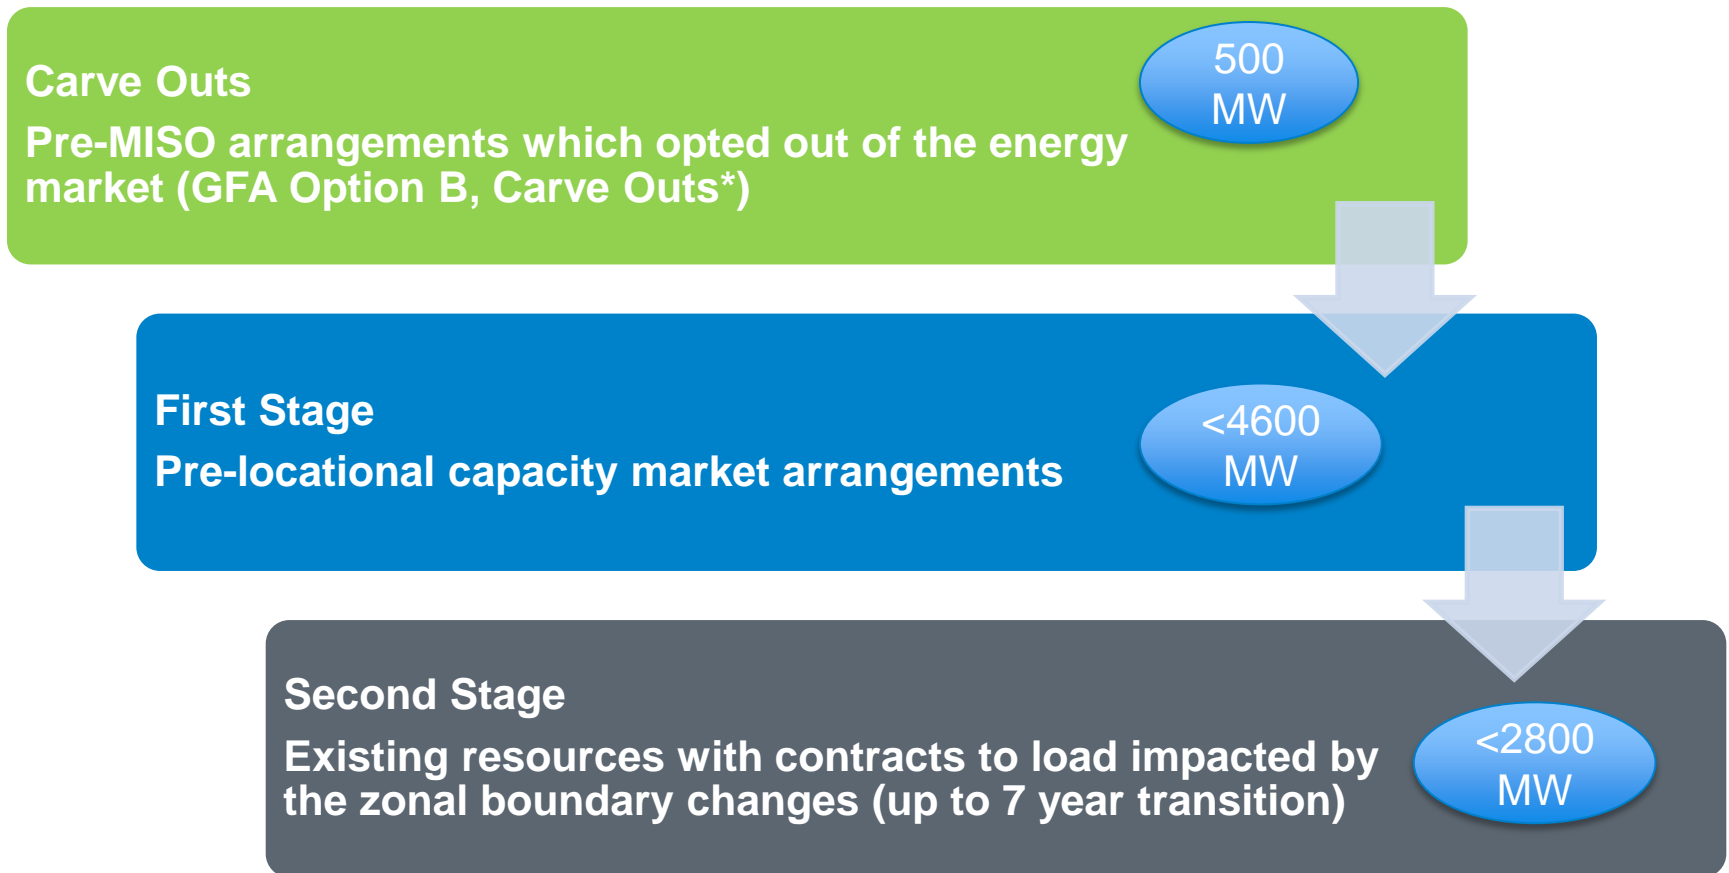 Carve Outs
500
MW
Pre-MISO arrangements which opted out of the energy
market (GFA Option B, Carve Outs*)
First Stage
Pre-locational capacity market arrangements
<4600
MW
Second Stage
Existing resources with contracts to load impacted by
the zonal boundary changes (up to 7 year transition)
<2800
MW